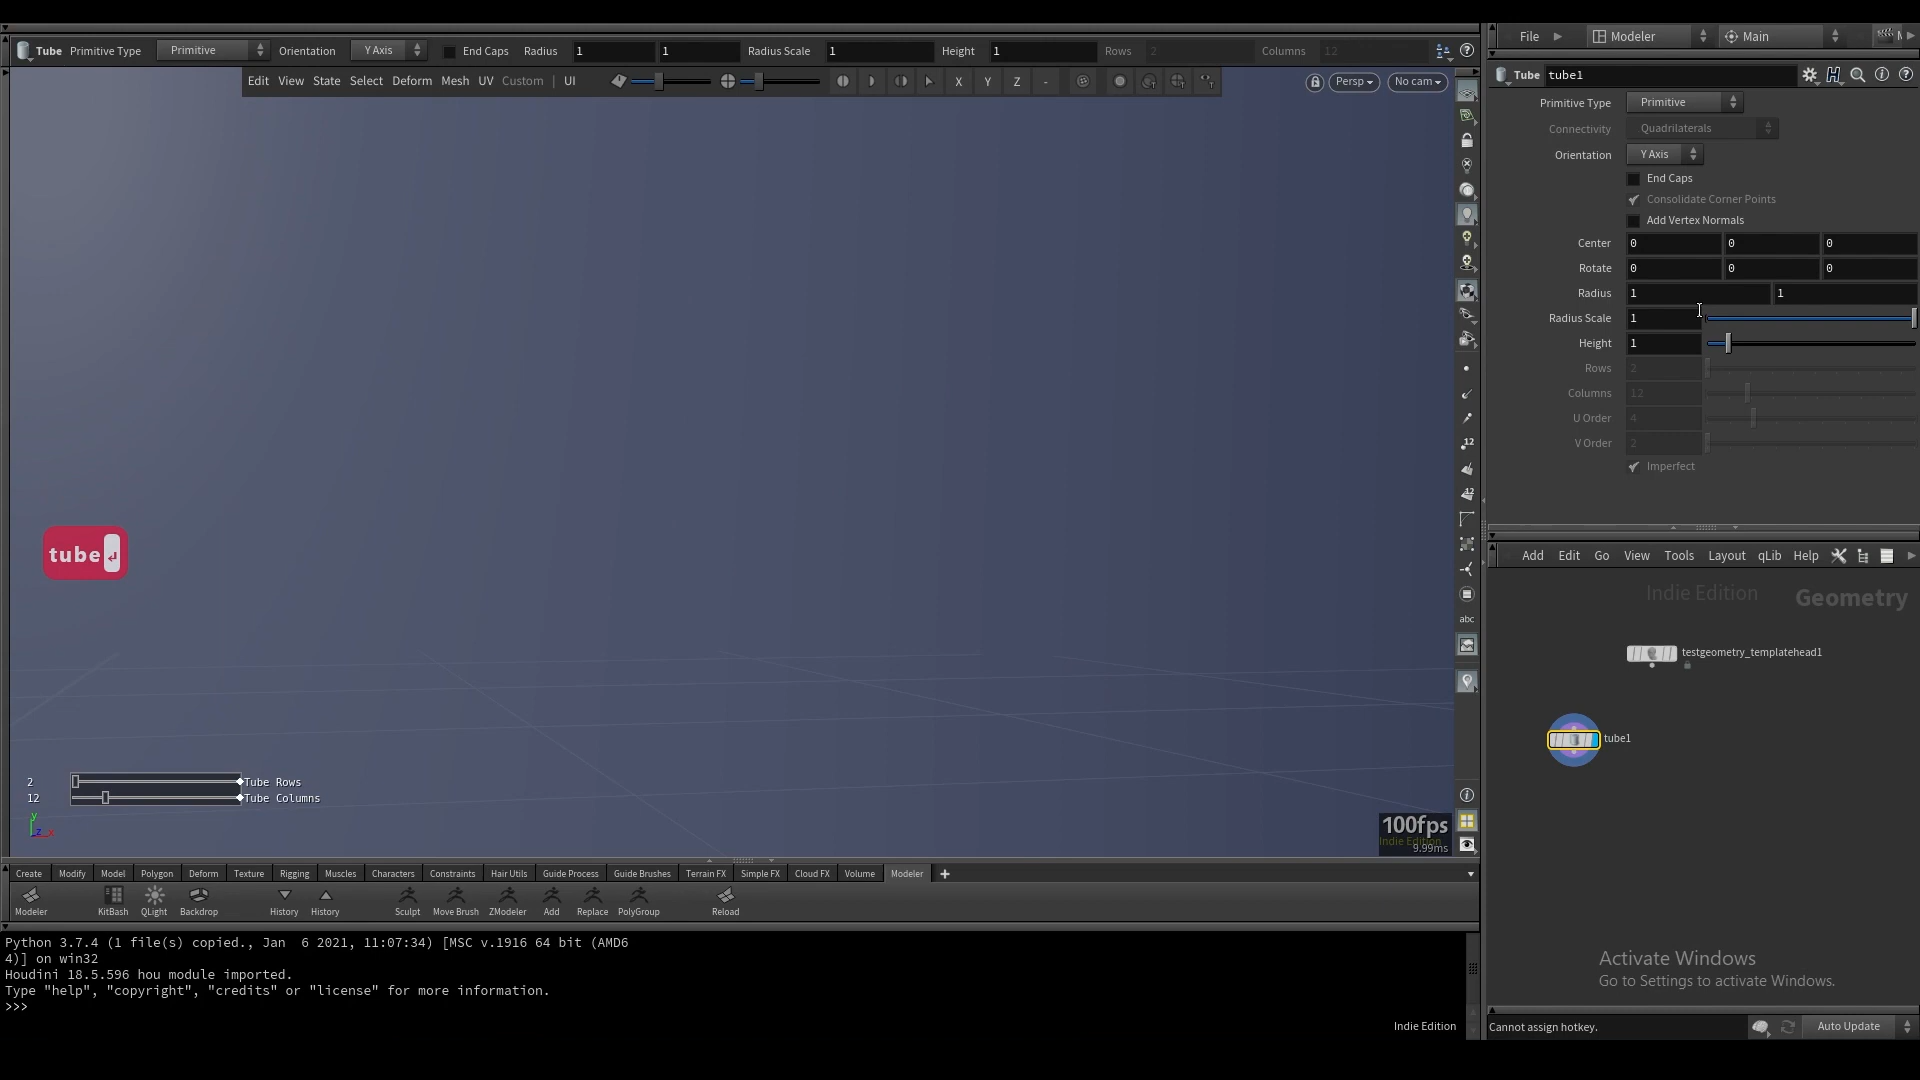 Tube Primitive Type Primitive Orientation Y Axis End Caps Radius 1 1 Radius Scale 1 Height 1 Rows 2 Columns 12
Edit View State Select Deform Mesh UV Custom UI X Y Z -
Persp No cam
tube
2 Tube Rows
12 Tube Columns
y
z x
100fps
Indie Edition
9.99ms
12
12
abc
File Modeler Main
Tube tube1
Primitive Type Primitive
Connectivity Quadrilaterals
Orientation Y Axis
End Caps
Consolidate Corner Points
Add Vertex Normals
Center 0 0 0
Rotate 0 0 0
Radius 1 1
Radius Scale 1
Height 1
Rows 2
Columns 12
U Order 4
V Order 2
Imperfect
Add Edit Go View Tools Layout qLib Help
Indie Edition Geometry
testgeometry_templatehead1
tube1
Activate Windows
Go to Settings to activate Windows.
Cannot assign hotkey. Auto Update
Create Modify Model Polygon Deform Texture Rigging Muscles Characters Constraints Hair Utils Guide Process Guide Brushes Terrain FX Simple FX Cloud FX Volume Modeler
Modeler KitBash QLight Backdrop History History Sculpt Move Brush ZModeler Add Replace PolyGroup Reload
Python 3.7.4 (1 file(s) copied., Jan  6 2021, 11:07:34) [MSC v.1916 64 bit (AMD6
4)] on win32
Houdini 18.5.596 hou module imported.
Type "help", "copyright", "credits" or "license" for more information.
>>>
Indie Edition